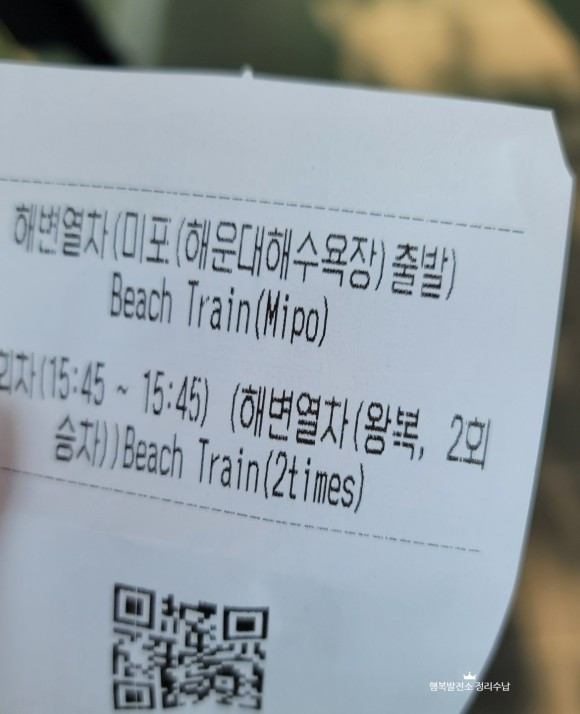 해변열차(미포(해운대해수욕장) 출발)
Beach Train(Mipo)
회차(15:45 ~ 15:45) (해변열차(왕복, 2회
승차))Beach Train(2times)
행복발전소 정리수납